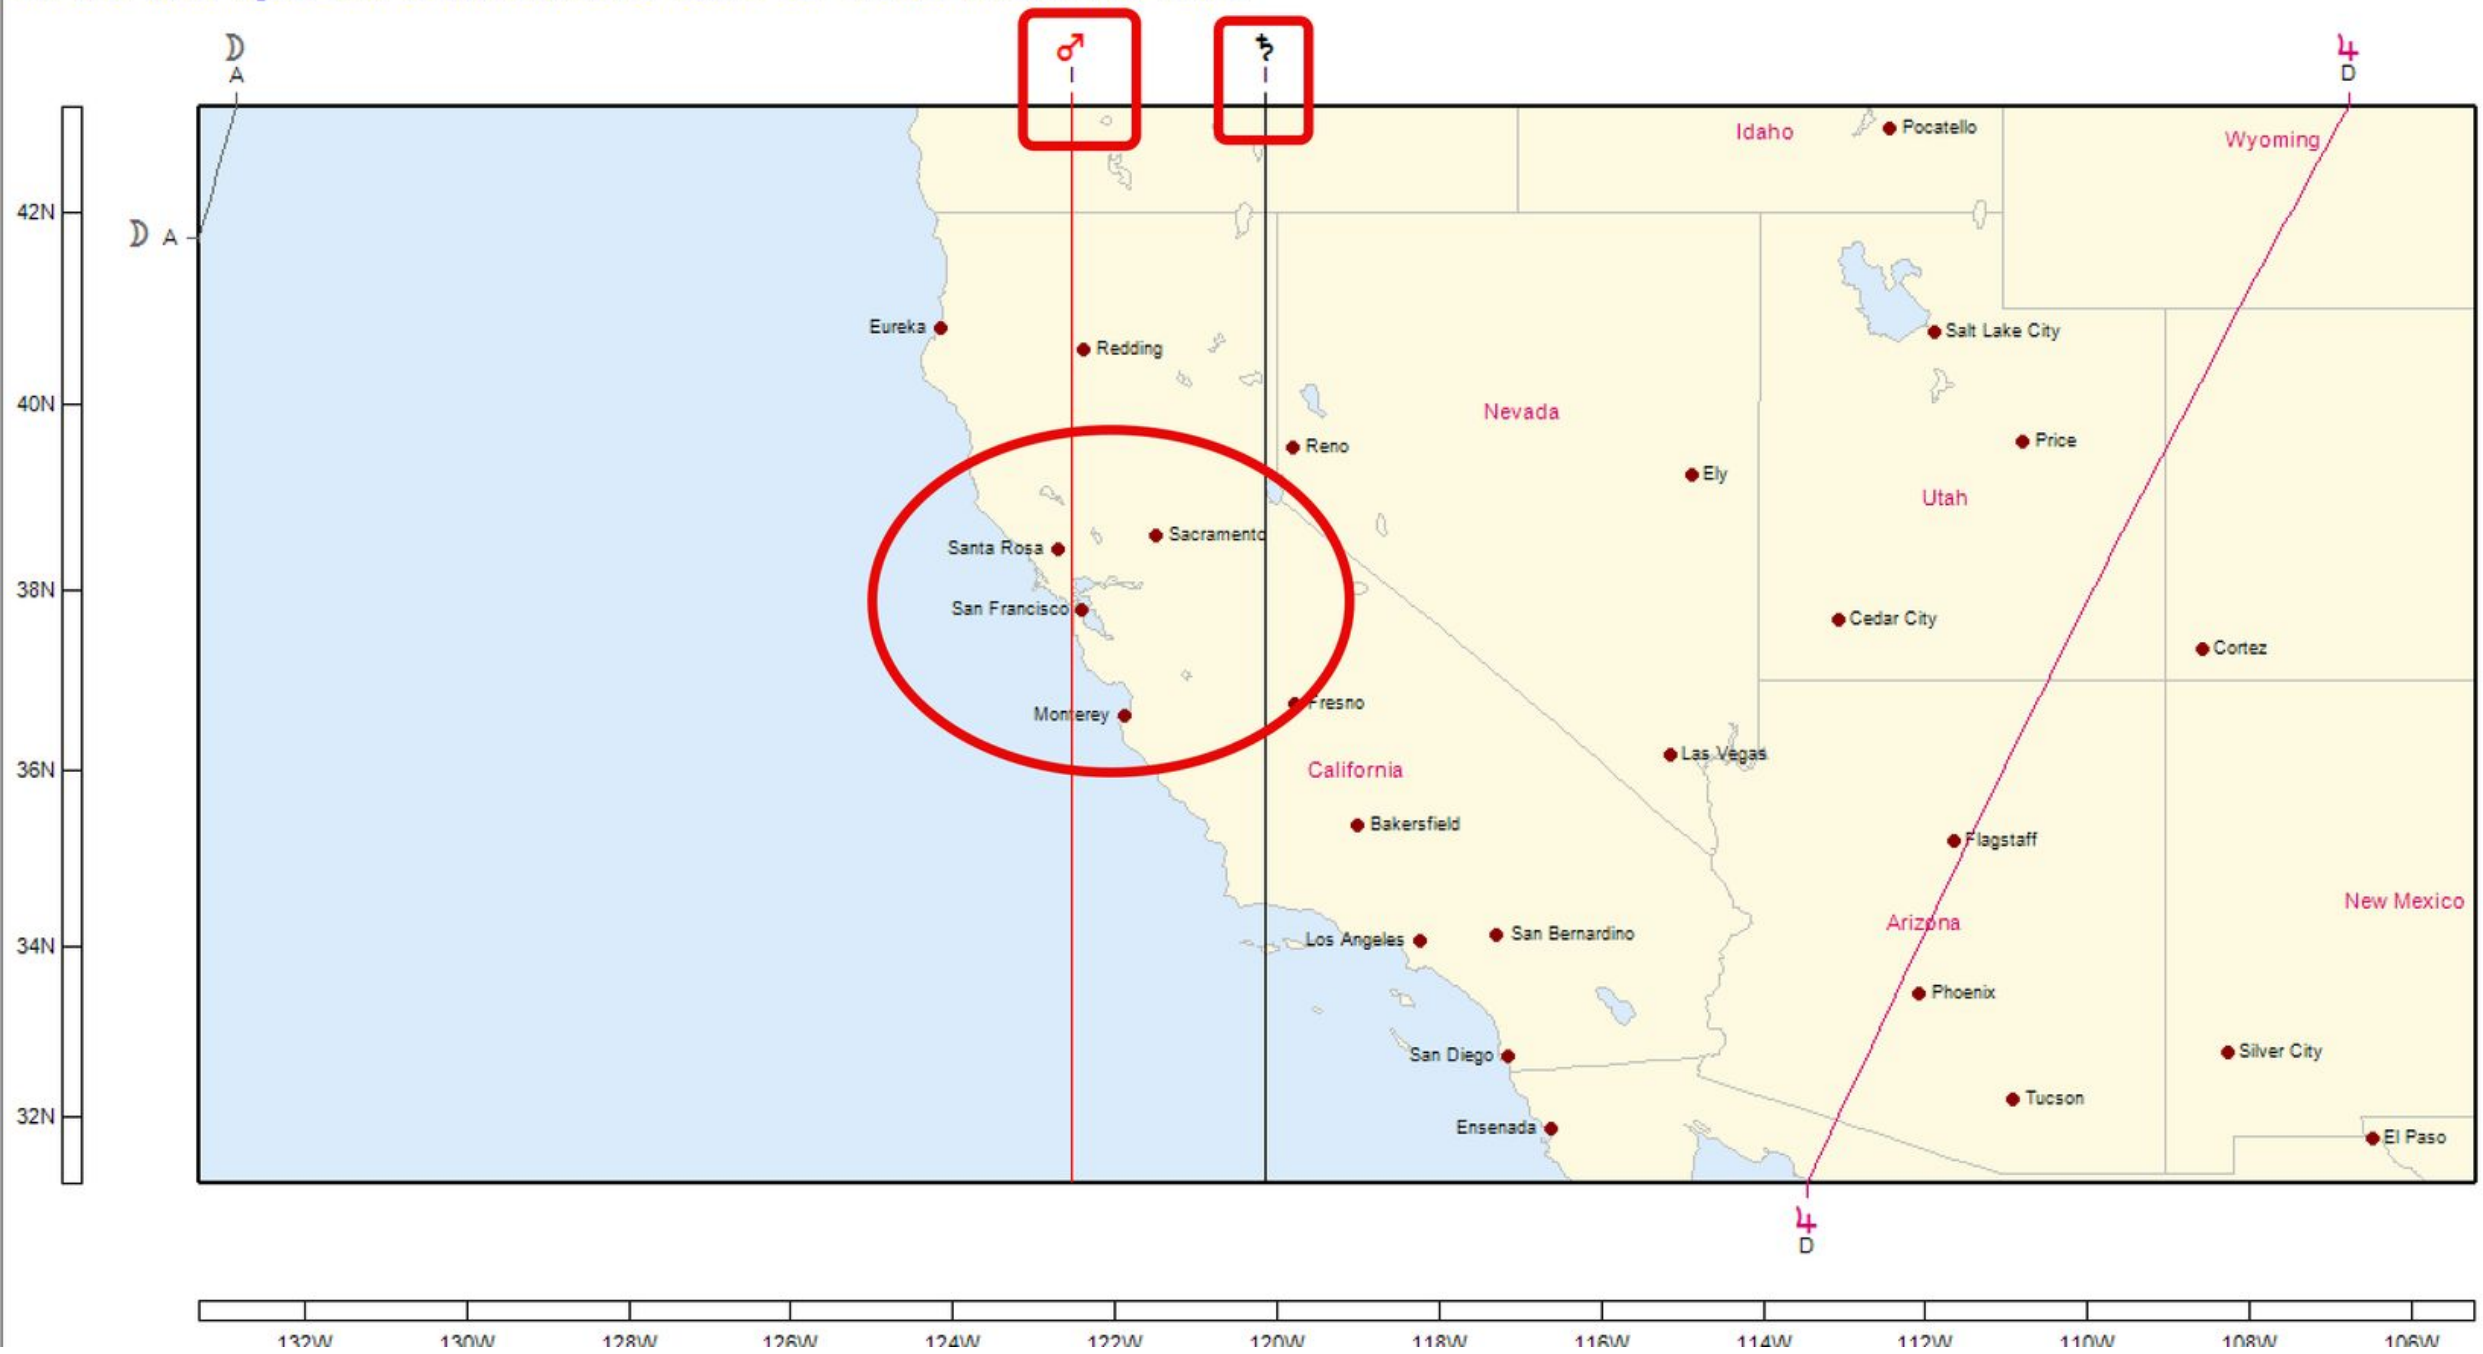 ☽ ♂ ♄ ♃
A I I D
Idaho Pocatello
Wyoming
42N
☽ A
Eureka
Redding
Salt Lake City
40N
Nevada
Reno
Price
Ely
Utah
Sacramento
Santa Rosa
38N
San Francisco
Cedar City
Cortez
Fresno
Monterey
Las Vegas
36N
California
Bakersfield
Flagstaff
New Mexico
Arizona
34N
Los Angeles
San Bernardino
Phoenix
San Diego
Silver City
Tucson
32N
Ensenada
El Paso
♃
D
132W 130W 128W 126W 124W 122W 120W 118W 116W 114W 112W 110W 108W 106W